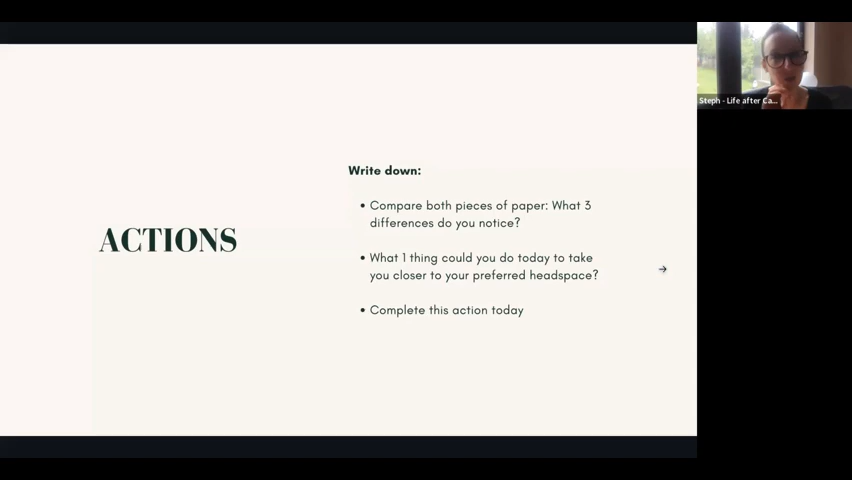 Steph - Life after Ca...
Write down:
• Compare both pieces of paper: What 3
differences do you notice?
ACTIONS
• What 1 thing could you do today to take
you closer to your preferred headspace?
• Complete this action today